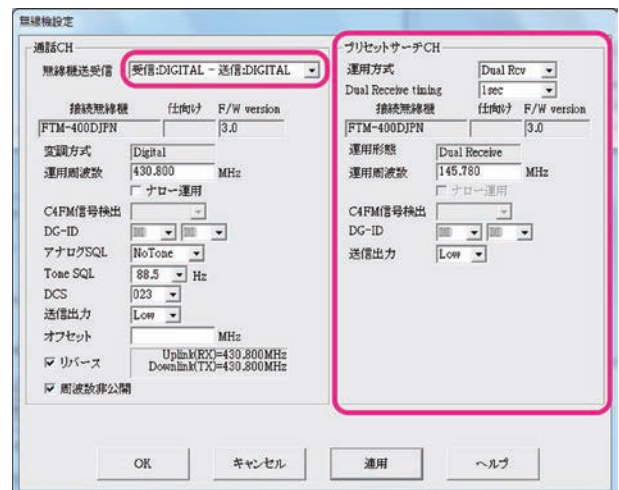 無線機設定
通話CH
無線機送受信 受信:DIGITAL - 送信:DIGITAL
接続無線機 仕向け F/W version
FTM-400DJPN 3.0
変調方式 Digital
運用周波数 430.800 MHz
ナロー運用
C4FM信号検出
DG-ID 00 00
アナログSQL NoTone
Tone SQL 88.5 Hz
DCS 023
送信出力 Low
オフセット MHz
リバース Uplink(RX)=430.800MHz
Downlink(TX)=430.800MHz
周波数非公開
プリセットサーチCH
運用方式 Dual Rcv
Dual Receive timing 1sec
接続無線機 仕向け F/W version
FTM-400DJPN 3.0
運用形態 Dual Receive
運用周波数 145.780 MHz
ナロー運用
C4FM信号検出
DG-ID 00 00
送信出力 Low
OK キャンセル 適用 ヘルプ